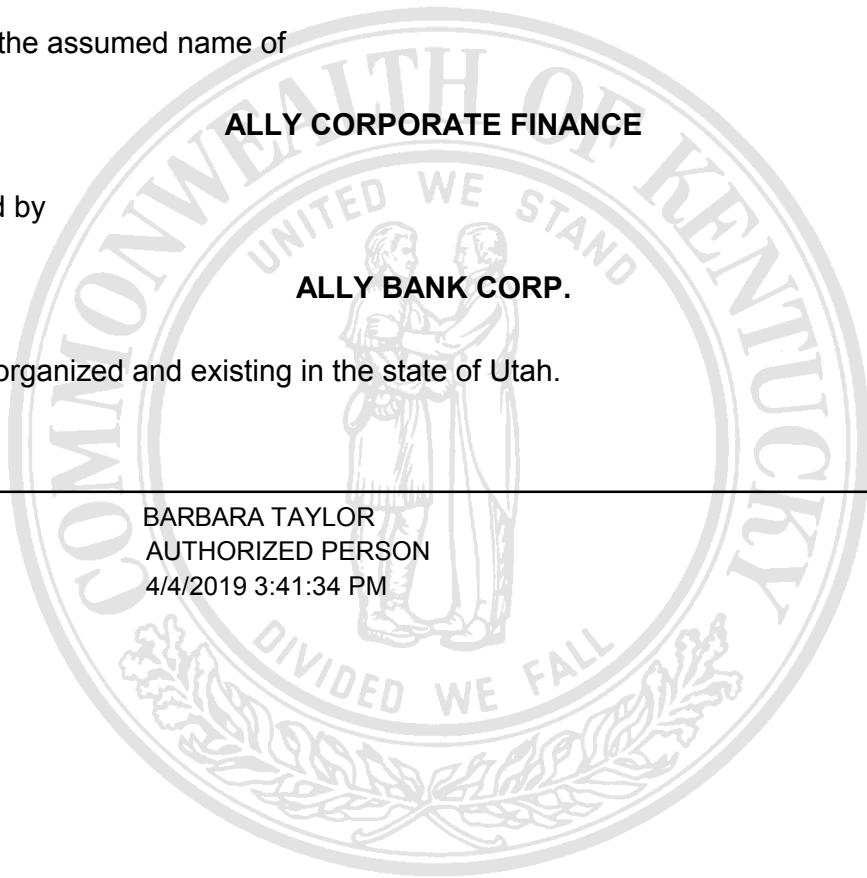 the assumed name of
ALLY CORPORATE FINANCE
d by
ALLY BANK CORP.
organized and existing in the state of Utah.
BARBARA TAYLOR
AUTHORIZED PERSON
4/4/2019 3:41:34 PM
COMMONWEALTH OF KENTUCKY
UNITED WE STAND
DIVIDED WE FALL